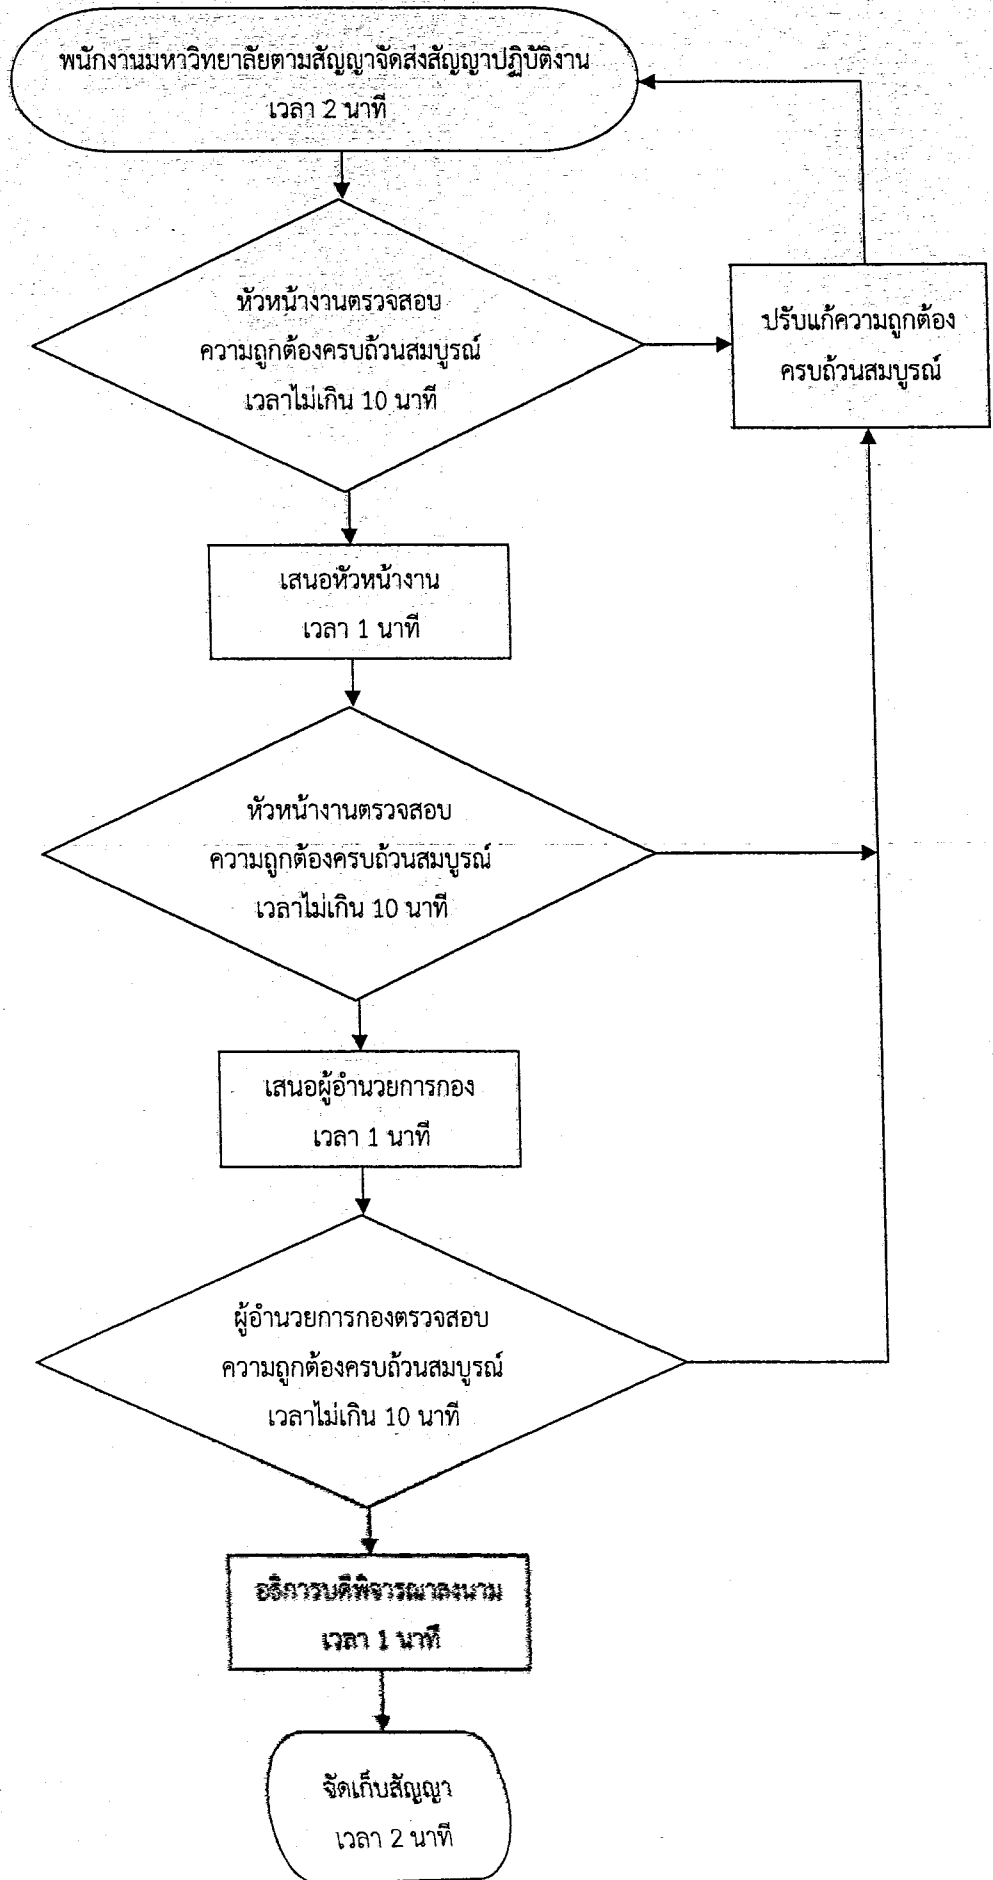 พนักงานมหาวิทยาลัยตามสัญญาจัดส่งสัญญาปฏิบัติงาน
เวลา 2 นาที
หัวหน้างานตรวจสอบ
ความถูกต้องครบถ้วนสมบูรณ์
เวลาไม่เกิน 10 นาที
ปรับแก้ความถูกต้อง
ครบถ้วนสมบูรณ์
เสนอหัวหน้างาน
เวลา 1 นาที
หัวหน้างานตรวจสอบ
ความถูกต้องครบถ้วนสมบูรณ์
เวลาไม่เกิน 10 นาที
เสนอผู้อำนวยการกอง
เวลา 1 นาที
ผู้อำนวยการกองตรวจสอบ
ความถูกต้องครบถ้วนสมบูรณ์
เวลาไม่เกิน 10 นาที
อธิการบดีพิจารณาลงนาม
เวลา 1 นาที
จัดเก็บสัญญา
เวลา 2 นาที